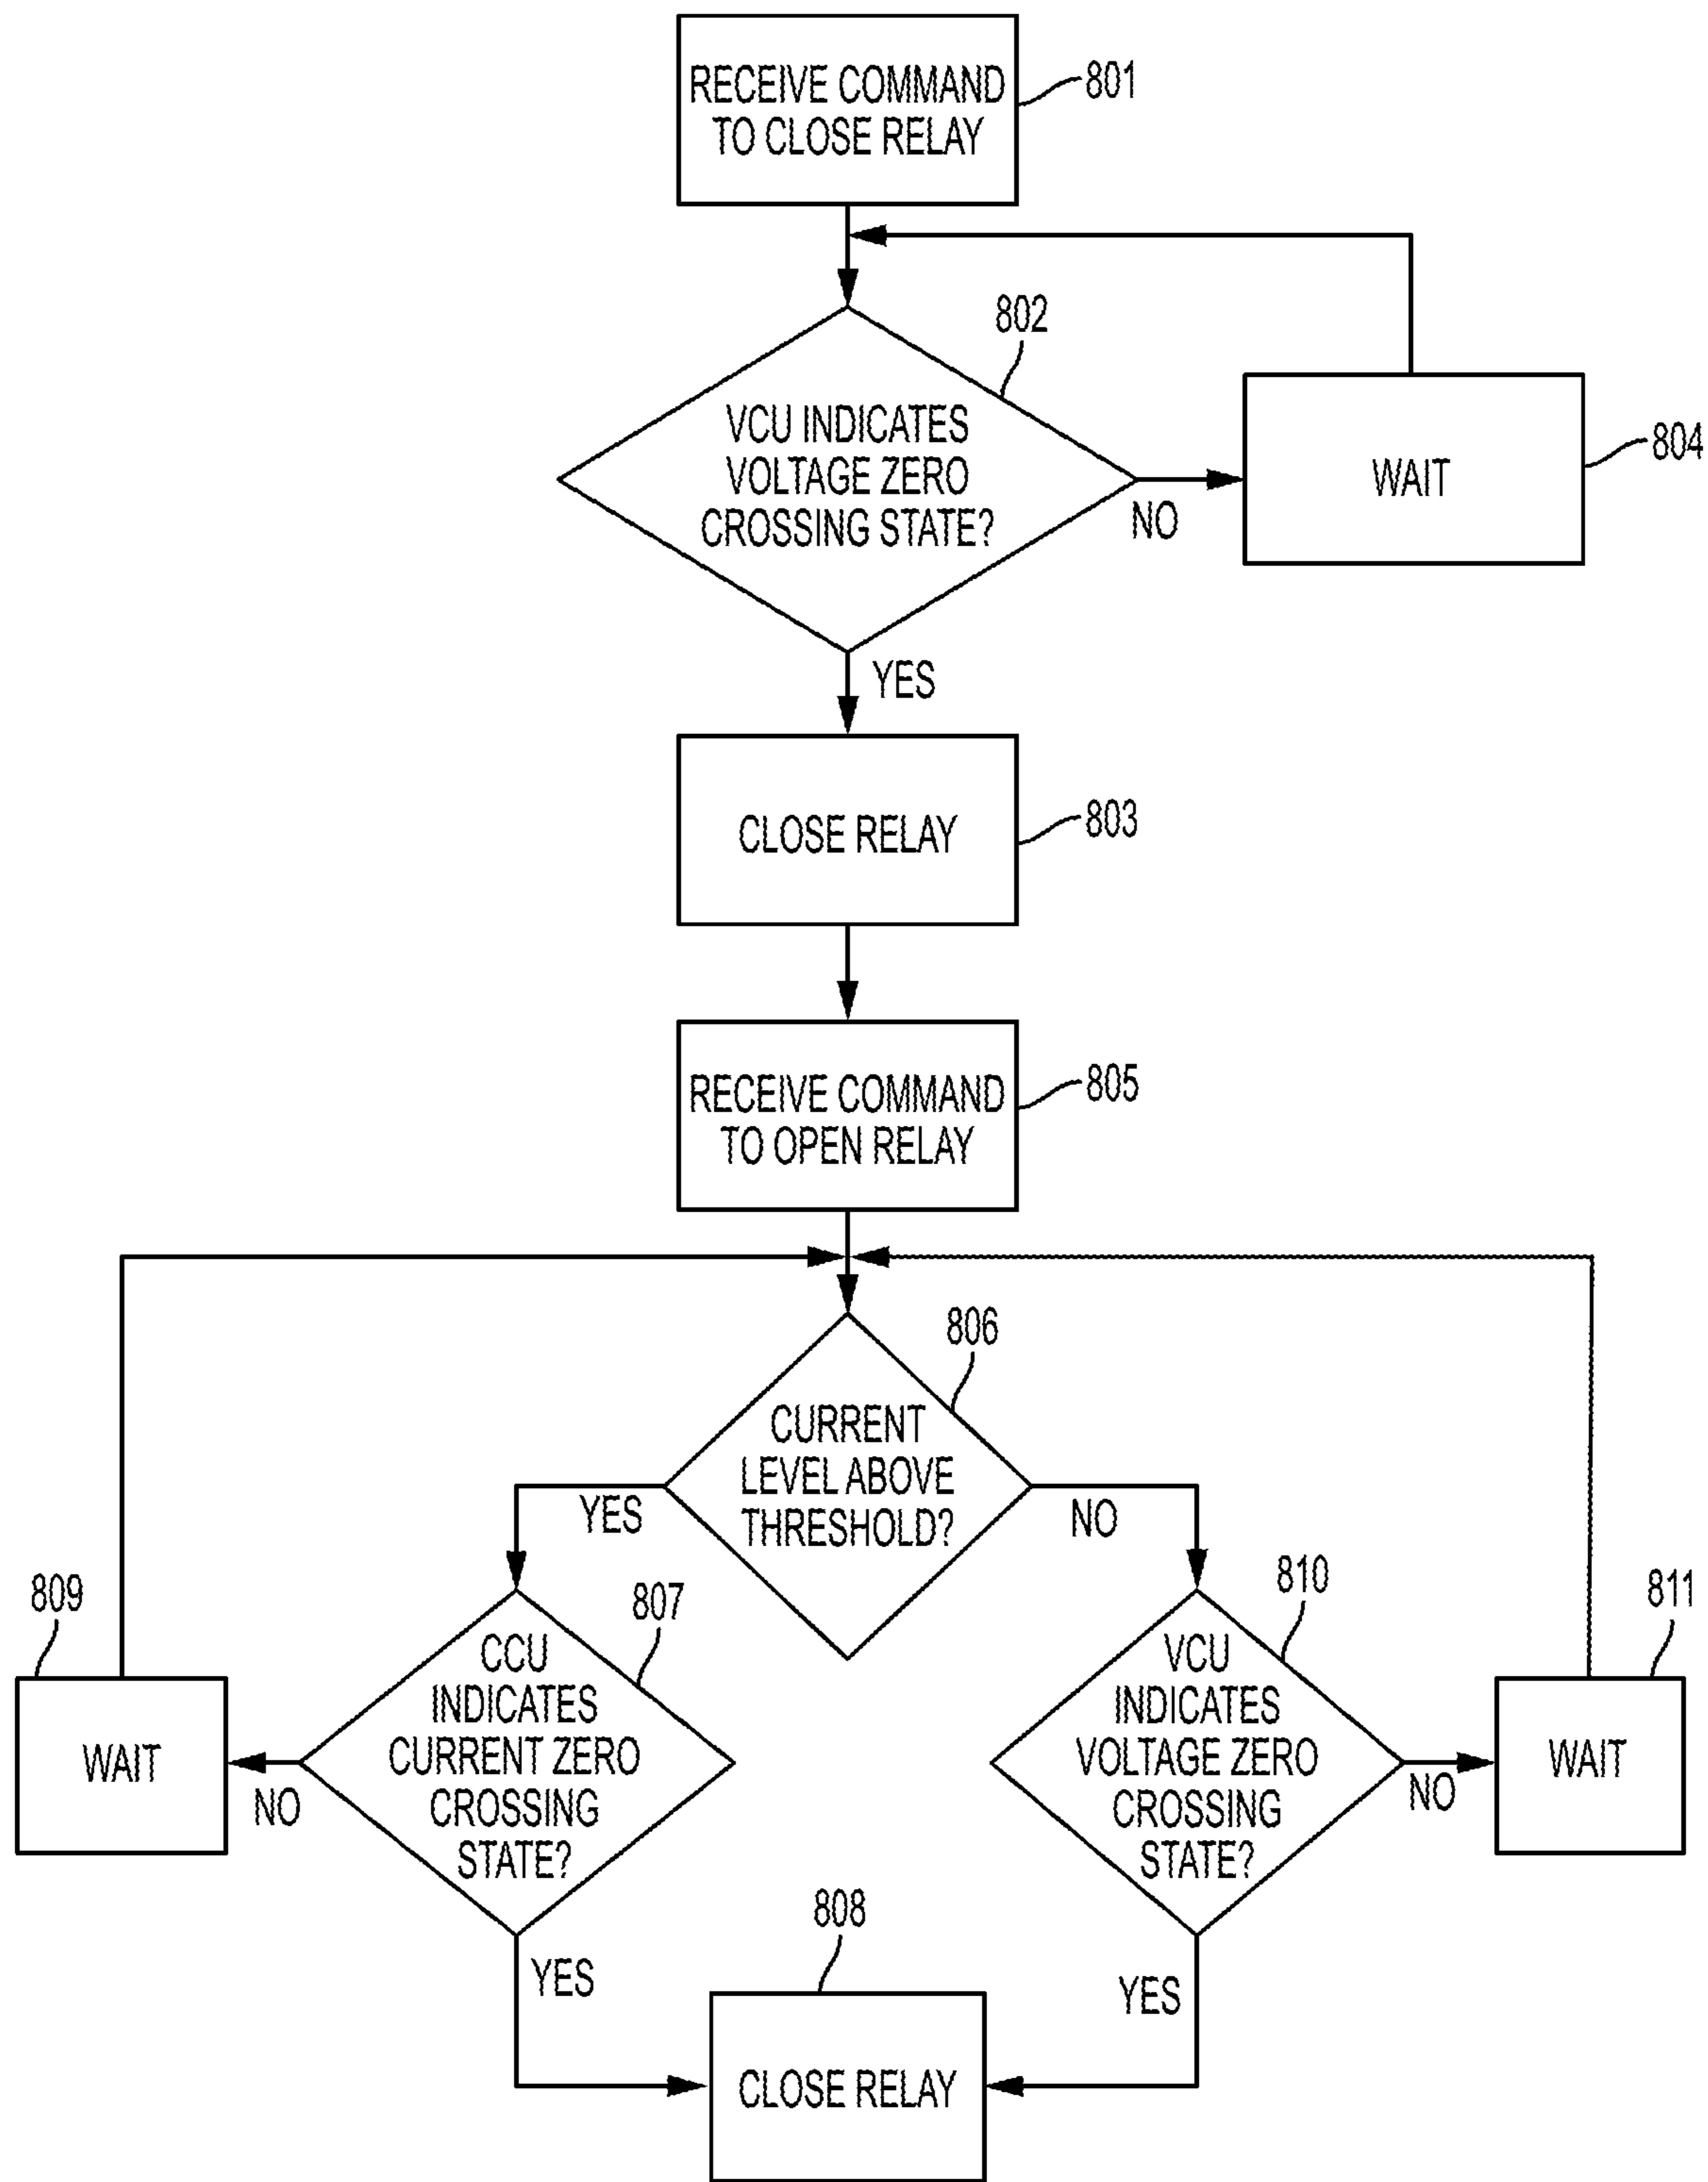 RECEIVE COMMAND
TO CLOSE RELAY
801
802
VCU INDICATES
VOLTAGE ZERO
CROSSING STATE?
NO
WAIT
804
YES
CLOSE RELAY
803
RECEIVE COMMAND
TO OPEN RELAY
805
806
CURRENT
LEVEL ABOVE
THRESHOLD?
YES
NO
809
WAIT
NO
807
CCU
INDICATES
CURRENT ZERO
CROSSING
STATE?
810
VCU
INDICATES
VOLTAGE ZERO
CROSSING
STATE?
NO
811
WAIT
YES
YES
808
CLOSE RELAY